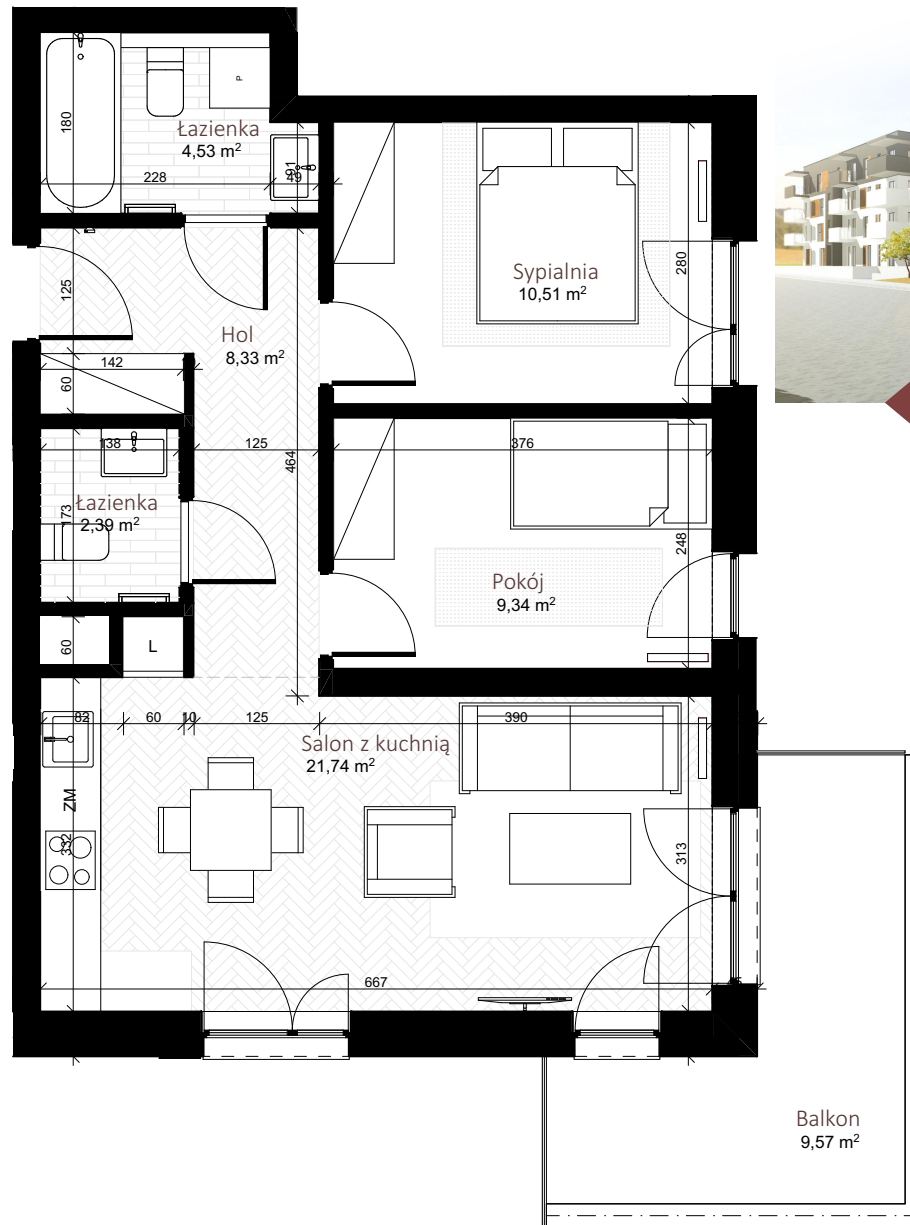 P
180
Łazienka
4,53 m²
91
228
49
125
Sypialnia
10,51 m²
280
Hol
8,33 m²
142
60
138
125
464
376
Łazienka
2,39 m²
173
248
Pokój
9,34 m²
60
L
82
60
10
125
390
Salon z kuchnią
21,74 m²
ZM
332
313
667
Balkon
9,57 m²